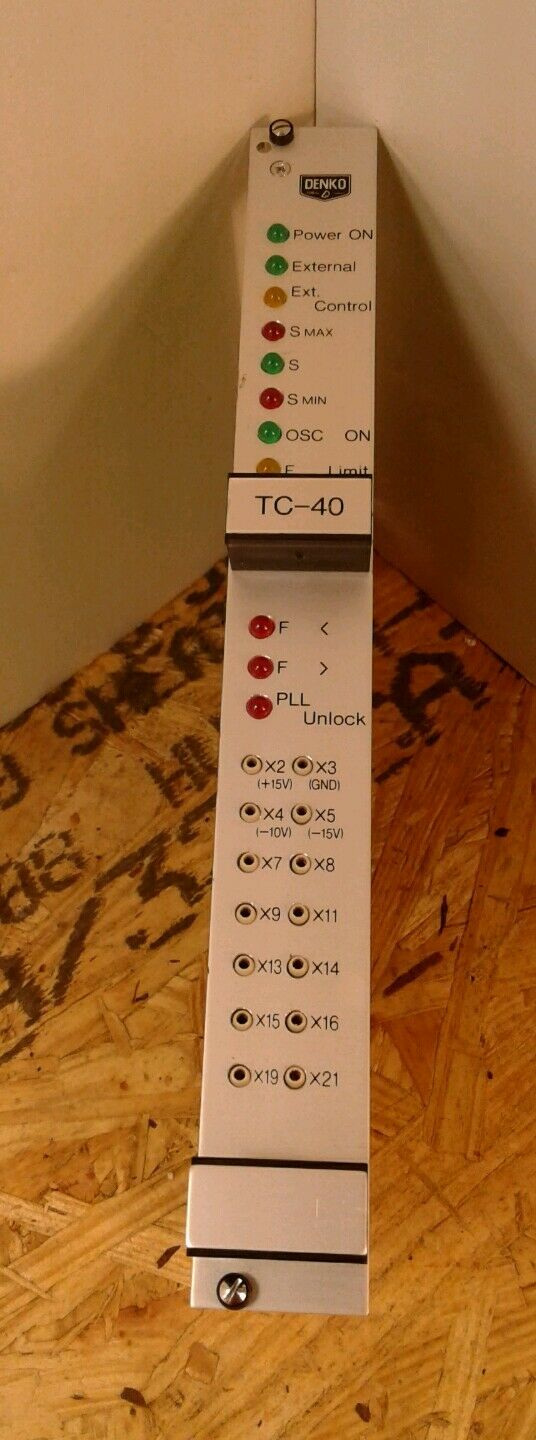 DENKO
Power ON
External
Ext.
Control
S MAX
S
S MIN
OSC ON
F Limit
TC-40
F <
F >
PLL
Unlock
X2 X3
(+15V) (GND)
X4 X5
(-10V) (-15V)
X7 X8
X9 X11
X13 X14
X15 X16
X19 X21